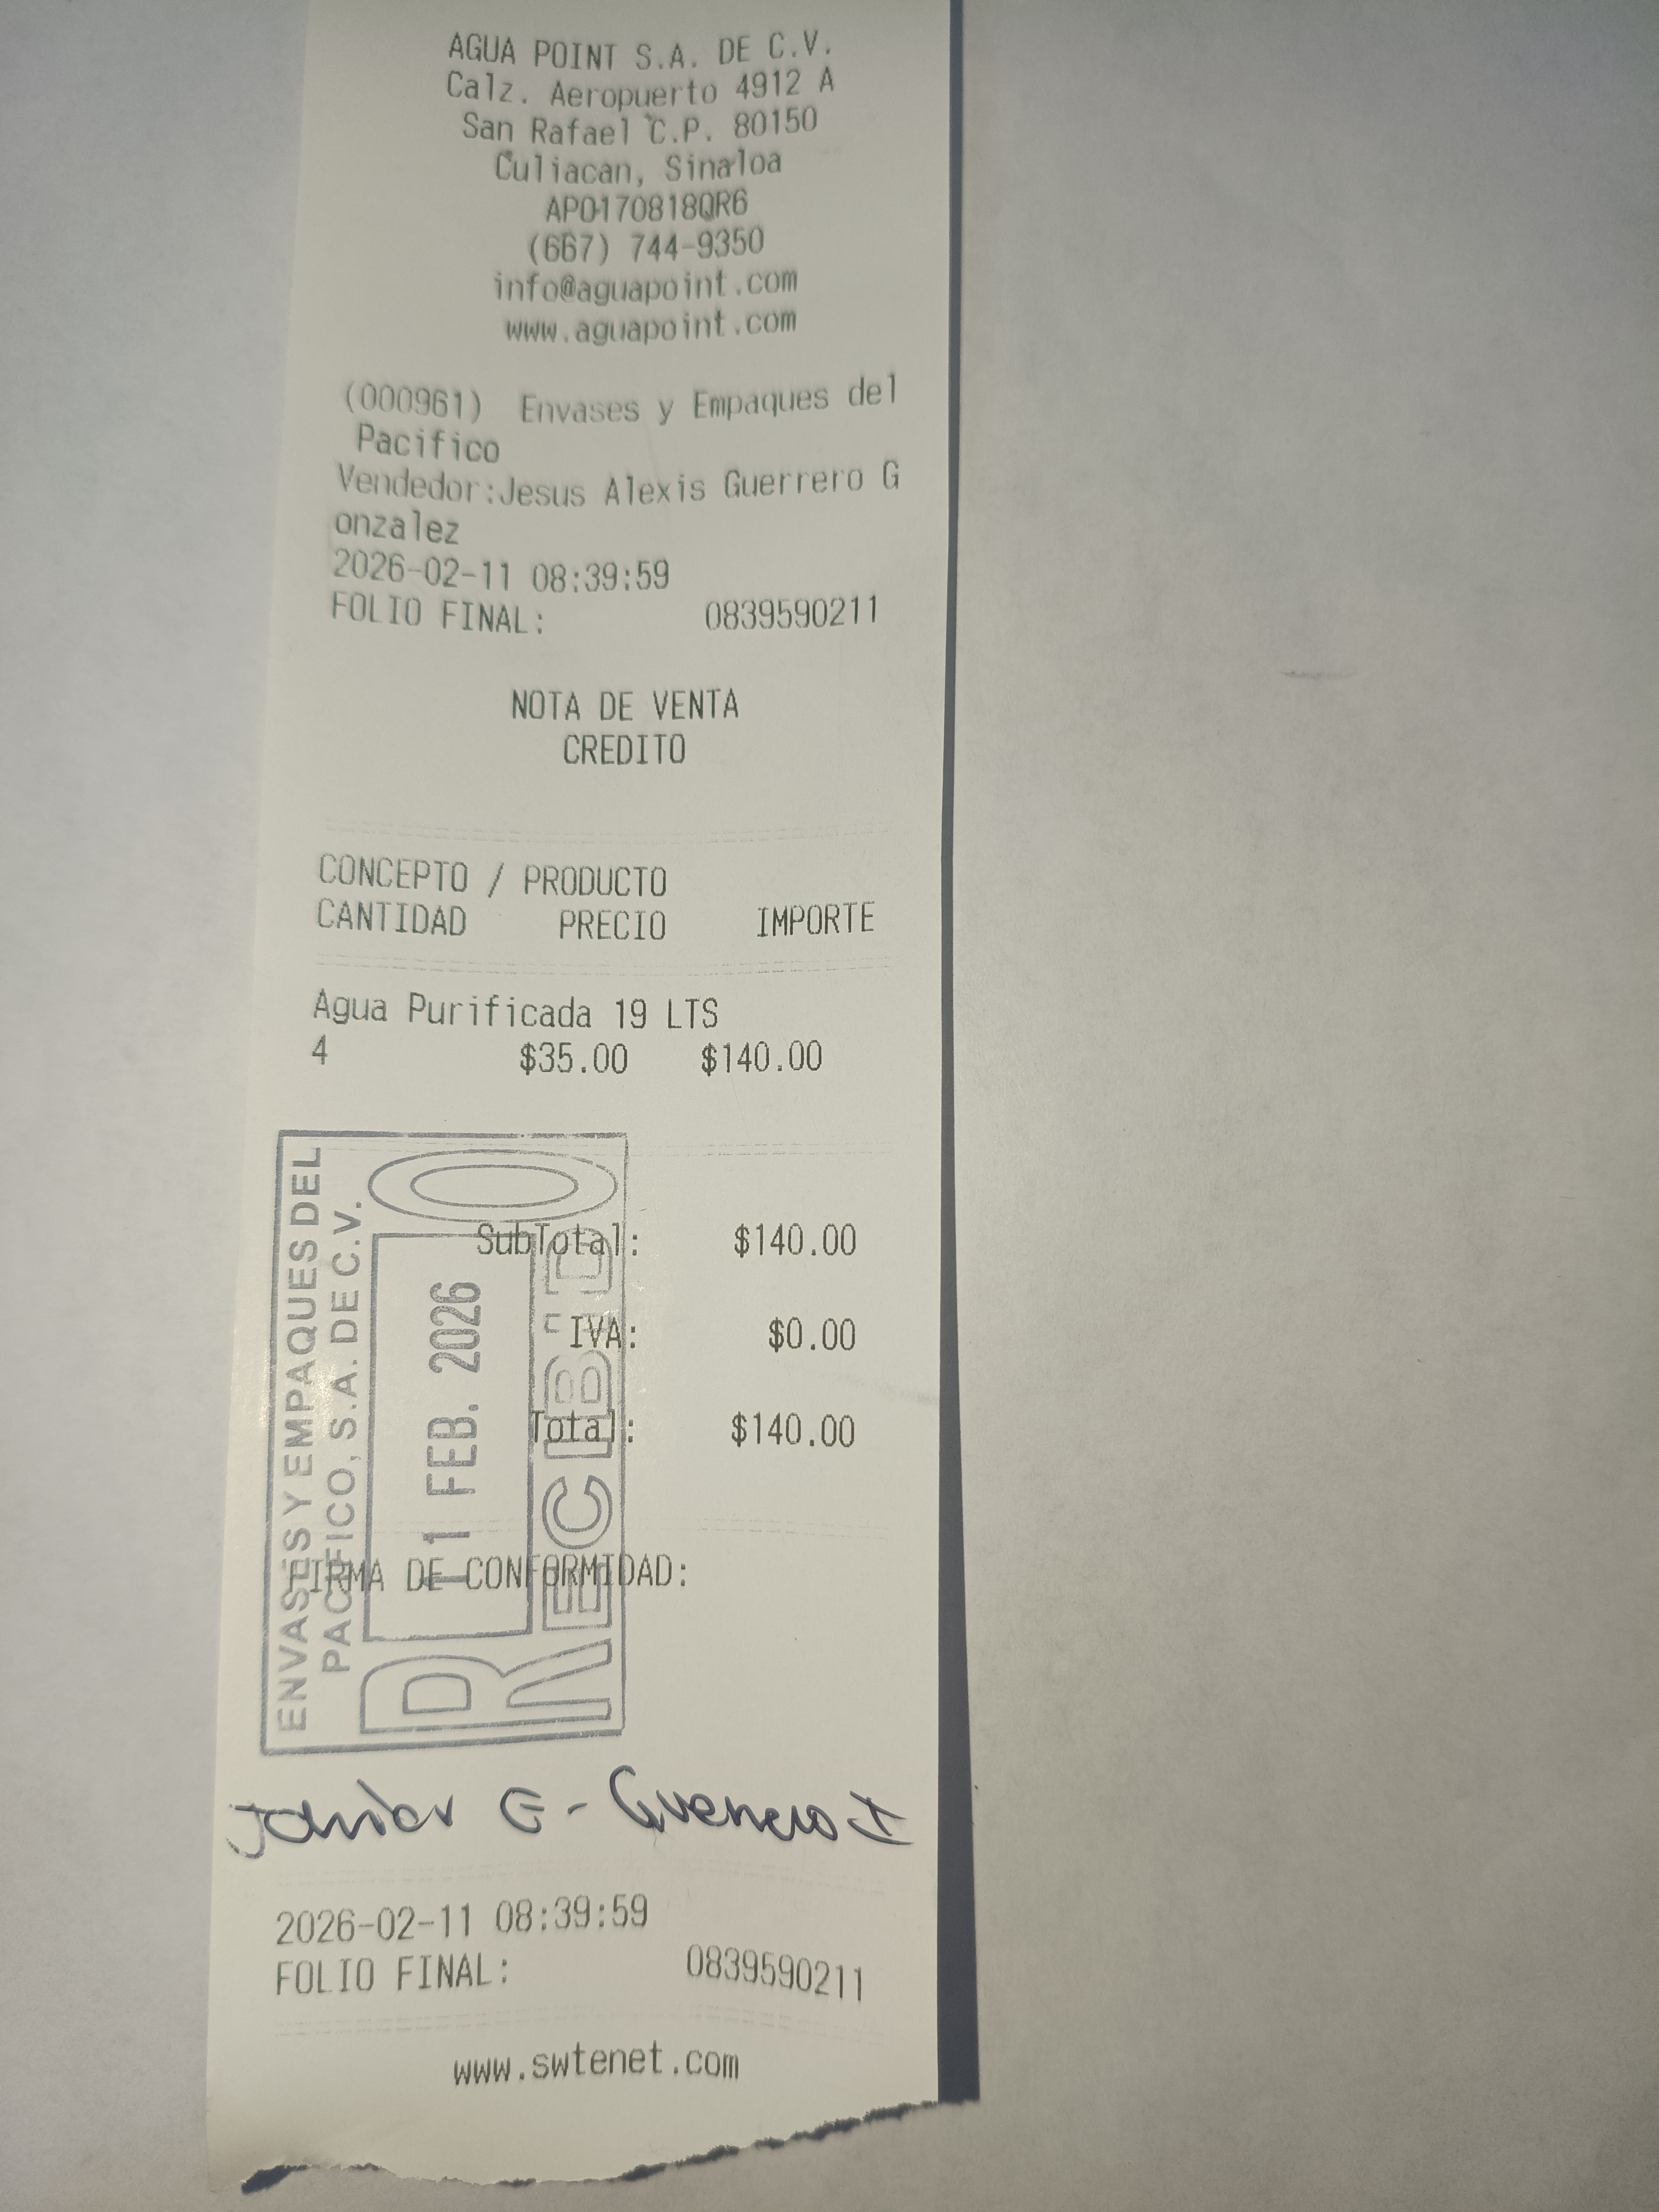 AGUA POINT S.A. DE C.V.
Calz. Aeropuerto 4912 A
San Rafael C.P. 80150
Culiacan, Sinaloa
APO170818QR6
(667) 744-9350
info@aguapoint.com
www.aguapoint.com
(000961) Envases y Empaques del
Pacifico
Vendedor:Jesus Alexis Guerrero G
onzalez
2026-02-11 08:39:59
FOLIO FINAL: 0839590211
NOTA DE VENTA
CREDITO
CONCEPTO / PRODUCTO
CANTIDAD PRECIO IMPORTE
Agua Purificada 19 LTS
4 $35.00 $140.00
SubTotal: $140.00
IVA: $0.00
Total: $140.00
FIRMA DE CONFORMIDAD:
ENVASES Y EMPAQUES DEL
PACIFICO, S.A. DE C.V.
11 FEB. 2026
RECIBIDO
G - Guerrero
2026-02-11 08:39:59
FOLIO FINAL: 0839590211
www.swtenet.com